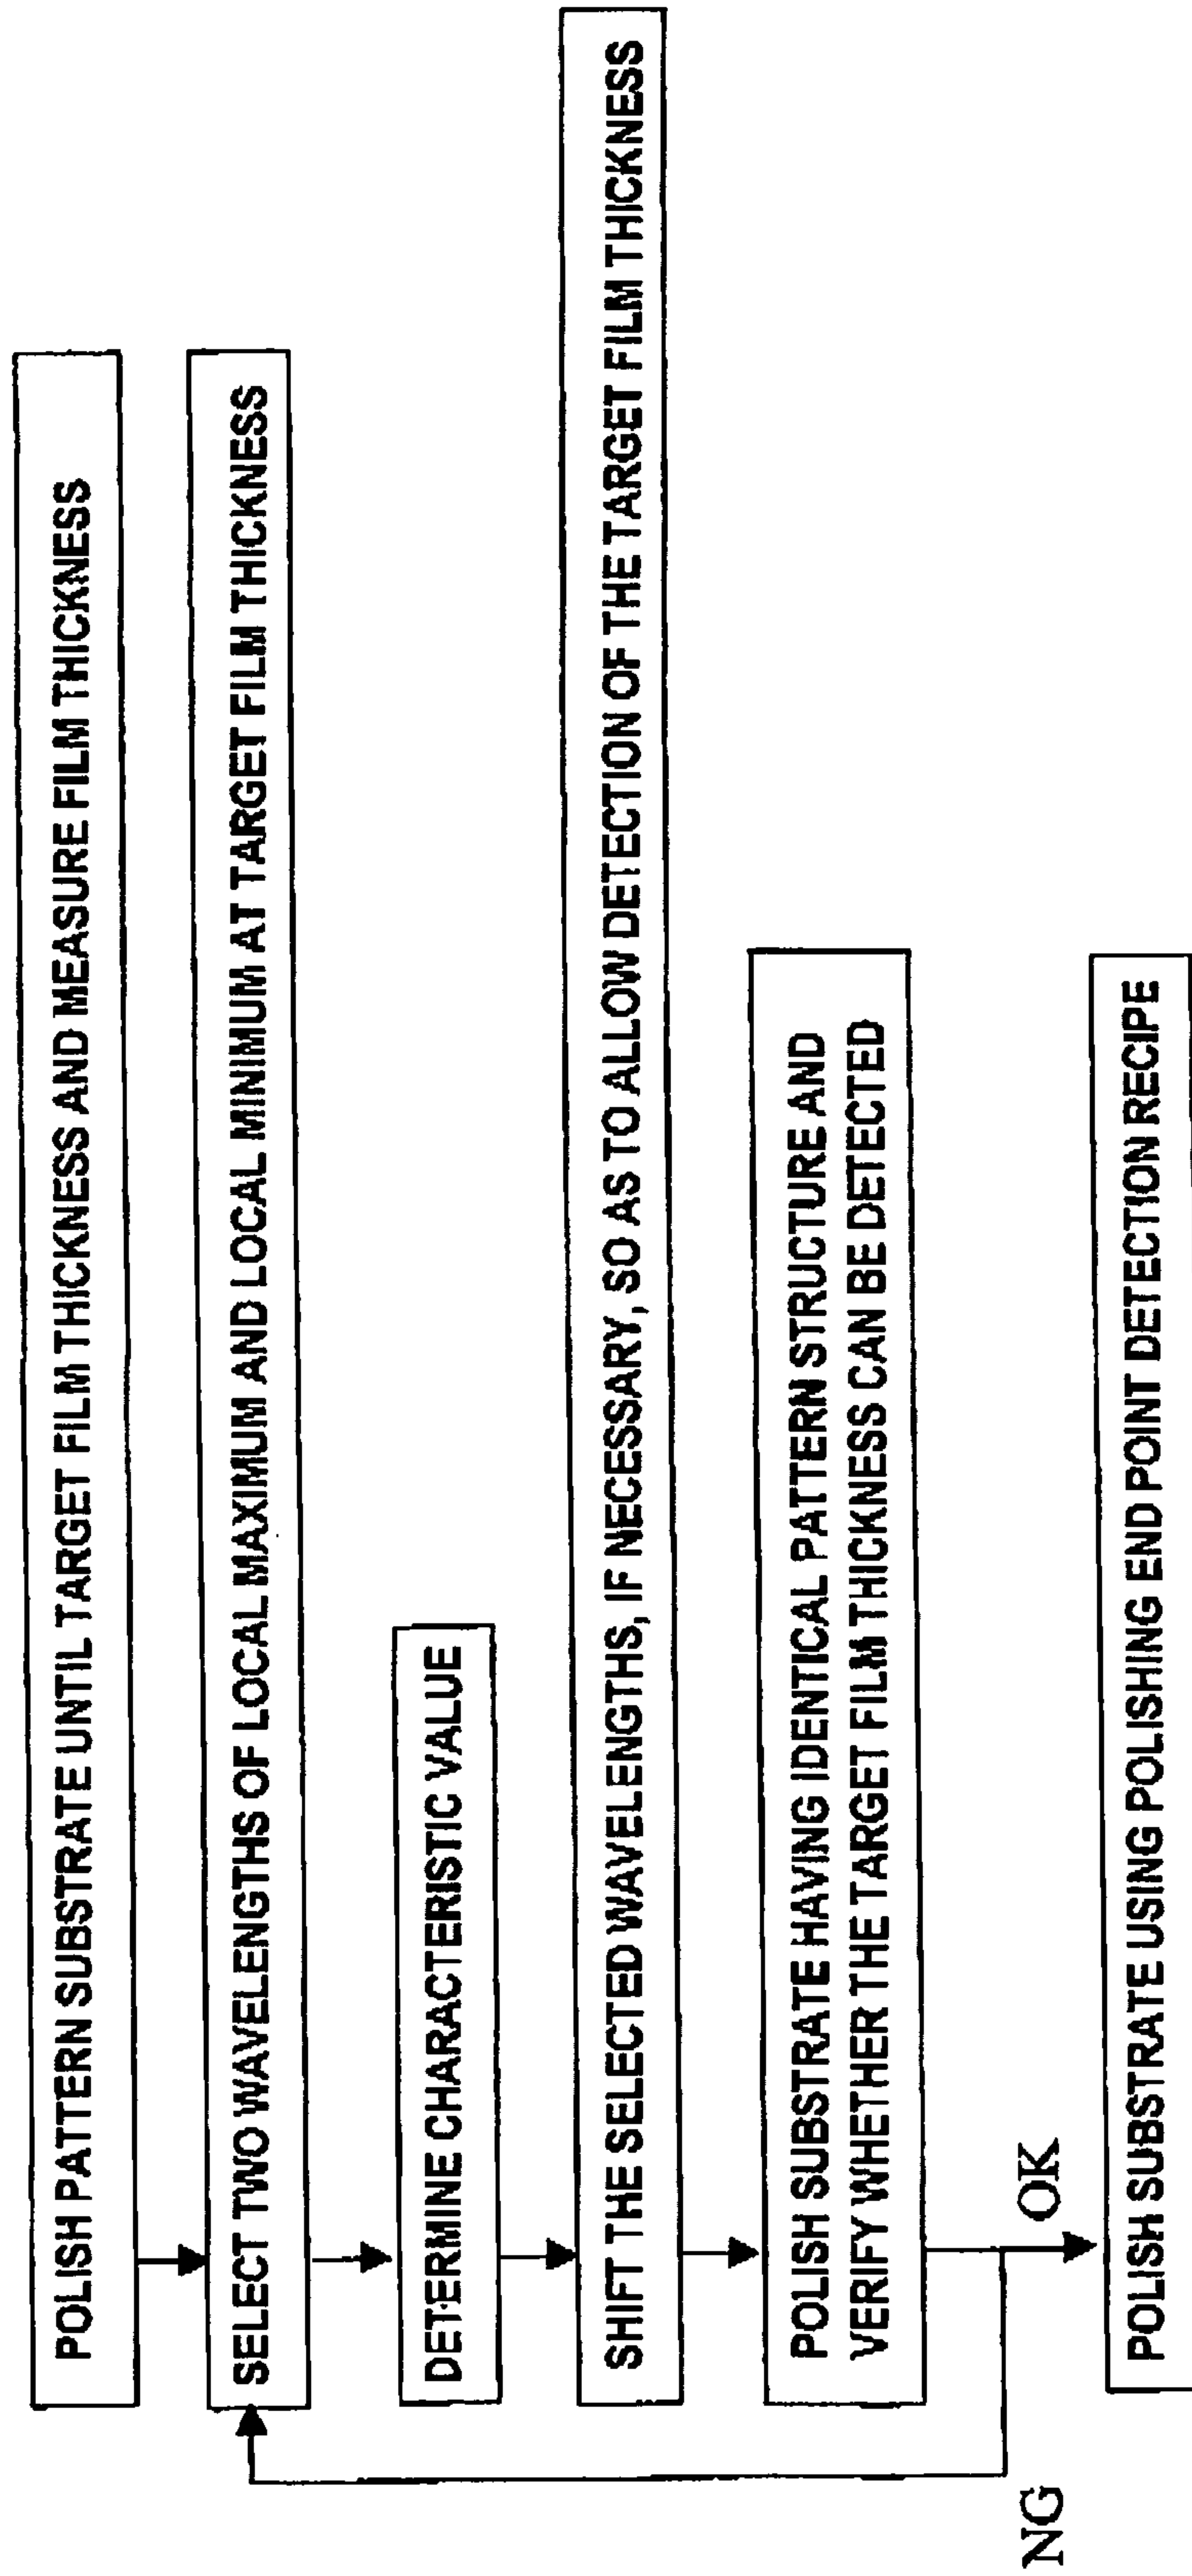 POLISH PATTERN SUBSTRATE UNTIL TARGET FILM THICKNESS AND MEASURE FILM THICKNESS
SELECT TWO WAVELENGTHS OF LOCAL MAXIMUM AND LOCAL MINIMUM AT TARGET FILM THICKNESS
DETERMINE CHARACTERISTIC VALUE
SHIFT THE SELECTED WAVELENGTHS, IF NECESSARY, SO AS TO ALLOW DETECTION OF THE TARGET FILM THICKNESS
POLISH SUBSTRATE HAVING IDENTICAL PATTERN STRUCTURE AND
VERIFY WHETHER THE TARGET FILM THICKNESS CAN BE DETECTED
NG
OK
POLISH SUBSTRATE USING POLISHING END POINT DETECTION RECIPE